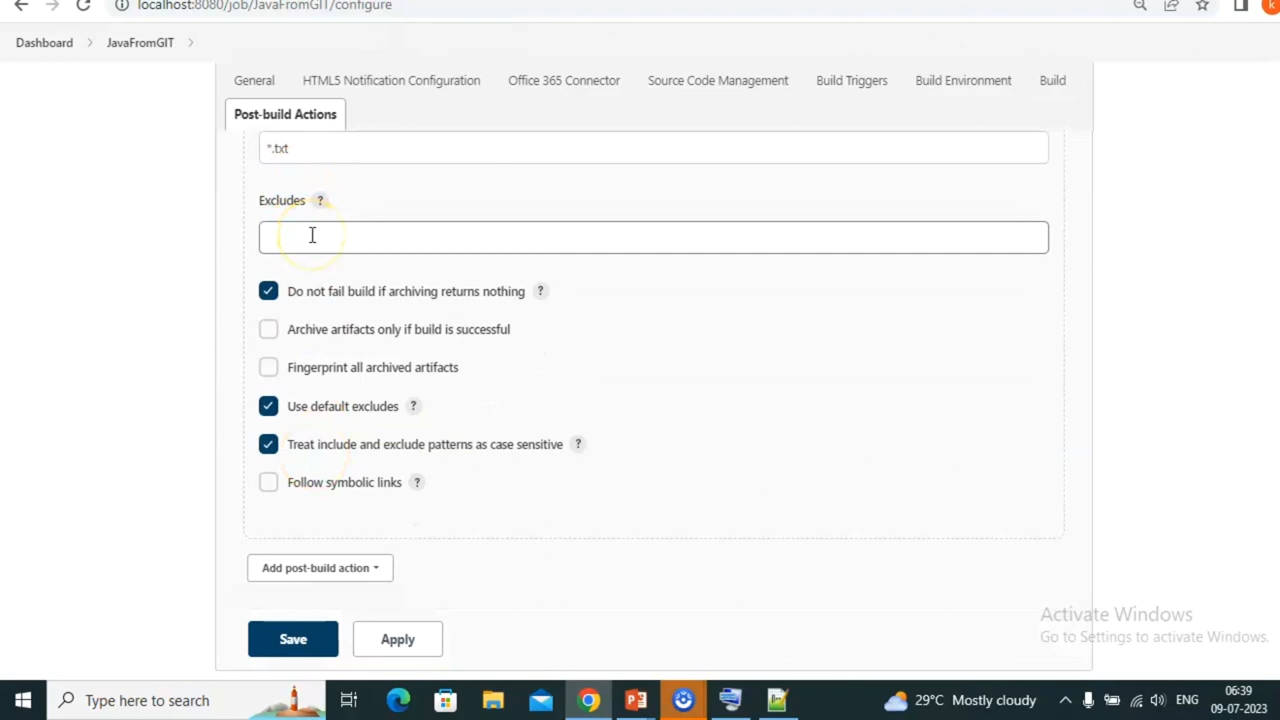 localhost:8080/job/JavaFromGIT/configure
k
Dashboard JavaFromGIT
General HTML5 Notification Configuration Office 365 Connector Source Code Management Build Triggers Build Environment Build
Post-build Actions
*.txt
Excludes ?
Do not fail build if archiving returns nothing ?
Archive artifacts only if build is successful
Fingerprint all archived artifacts
Use default excludes ?
Treat include and exclude patterns as case sensitive ?
Follow symbolic links ?
Add post-build action
Save Apply
Activate Windows
Go to Settings to activate Windows.
Type here to search
29°C Mostly cloudy
ENG
06:39
09-07-2023